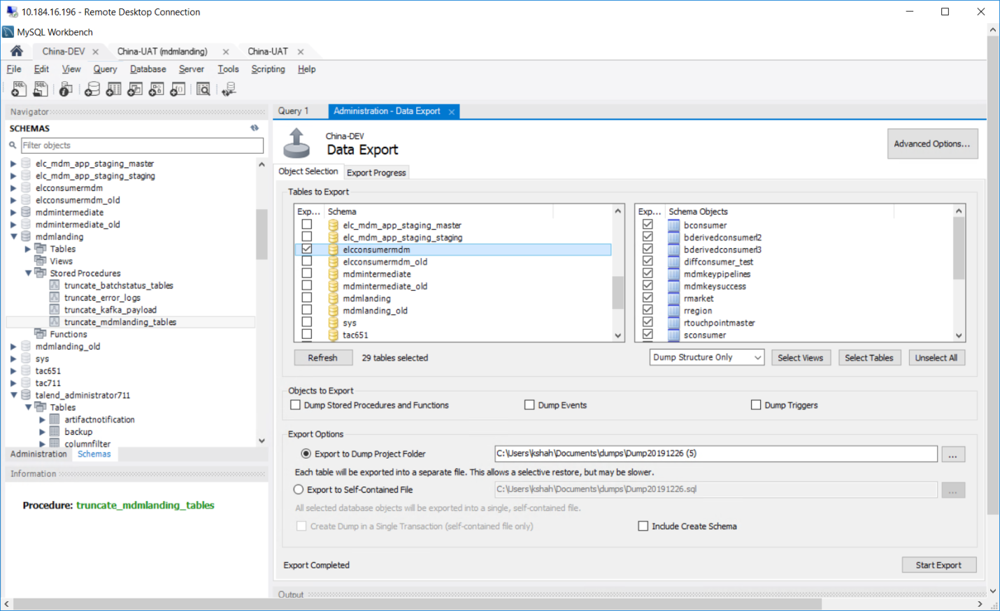 10.184.16.196 - Remote Desktop Connection
MySQL Workbench
China-DEV China-UAT (mdmlanding) China-UAT
File Edit View Query Database Server Tools Scripting Help
Navigator
SCHEMAS
Filter objects
elc_mdm_app_staging_master
elc_mdm_app_staging_staging
elcconsumermdm
elcconsumermdm_old
mdmintermediate
mdmintermediate_old
mdmlanding
Tables
Views
Stored Procedures
truncate_batchstatus_tables
truncate_error_logs
truncate_kafka_payload
truncate_mdmlanding_tables
Functions
mdmlanding_old
sys
tac651
tac711
talend_administrator711
Tables
artifactnotification
backup
columnfilter
Administration Schemas
Information
Procedure: truncate_mdmlanding_tables
Query 1 Administration - Data Export
China-DEV
Data Export
Advanced Options...
Object Selection Export Progress
Tables to Export
Exp... Schema
elc_mdm_app_staging_master
elc_mdm_app_staging_staging
elcconsumermdm
elcconsumermdm_old
mdmintermediate
mdmintermediate_old
mdmlanding
mdmlanding_old
sys
tac651
Exp... Schema Objects
bconsumer
bderivedconsumerl2
bderivedconsumerl3
diffconsumer_test
mdmkeypipelines
mdmkeysuccess
rmarket
rregion
rtouchpointmaster
sconsumer
Refresh 29 tables selected Dump Structure Only Select Views Select Tables Unselect All
Objects to Export
Dump Stored Procedures and Functions Dump Events Dump Triggers
Export Options
Export to Dump Project Folder C:\Users\kshah\Documents\dumps\Dump20191226 (5) ...
Each table will be exported into a separate file. This allows a selective restore, but may be slower.
Export to Self-Contained File C:\Users\kshah\Documents\dumps\Dump20191226.sql ...
All selected database objects will be exported into a single, self-contained file.
Create Dump in a Single Transaction (self-contained file only) Include Create Schema
Export Completed Start Export
Output